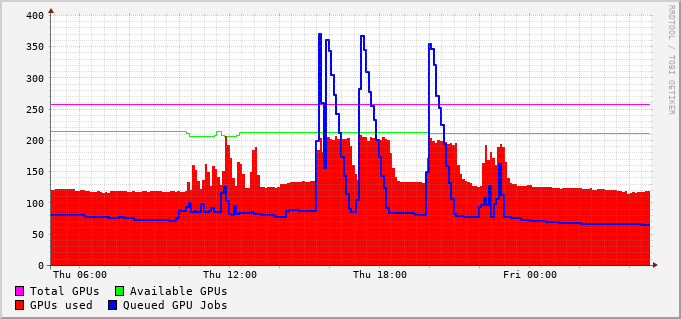 400
350
300
250
200
150
100
50
0
Thu 06:00 Thu 12:00 Thu 18:00 Fri 00:00
Total GPUs Available GPUs
GPUs used Queued GPU Jobs
RRDTOOL / TOBI OETIKER